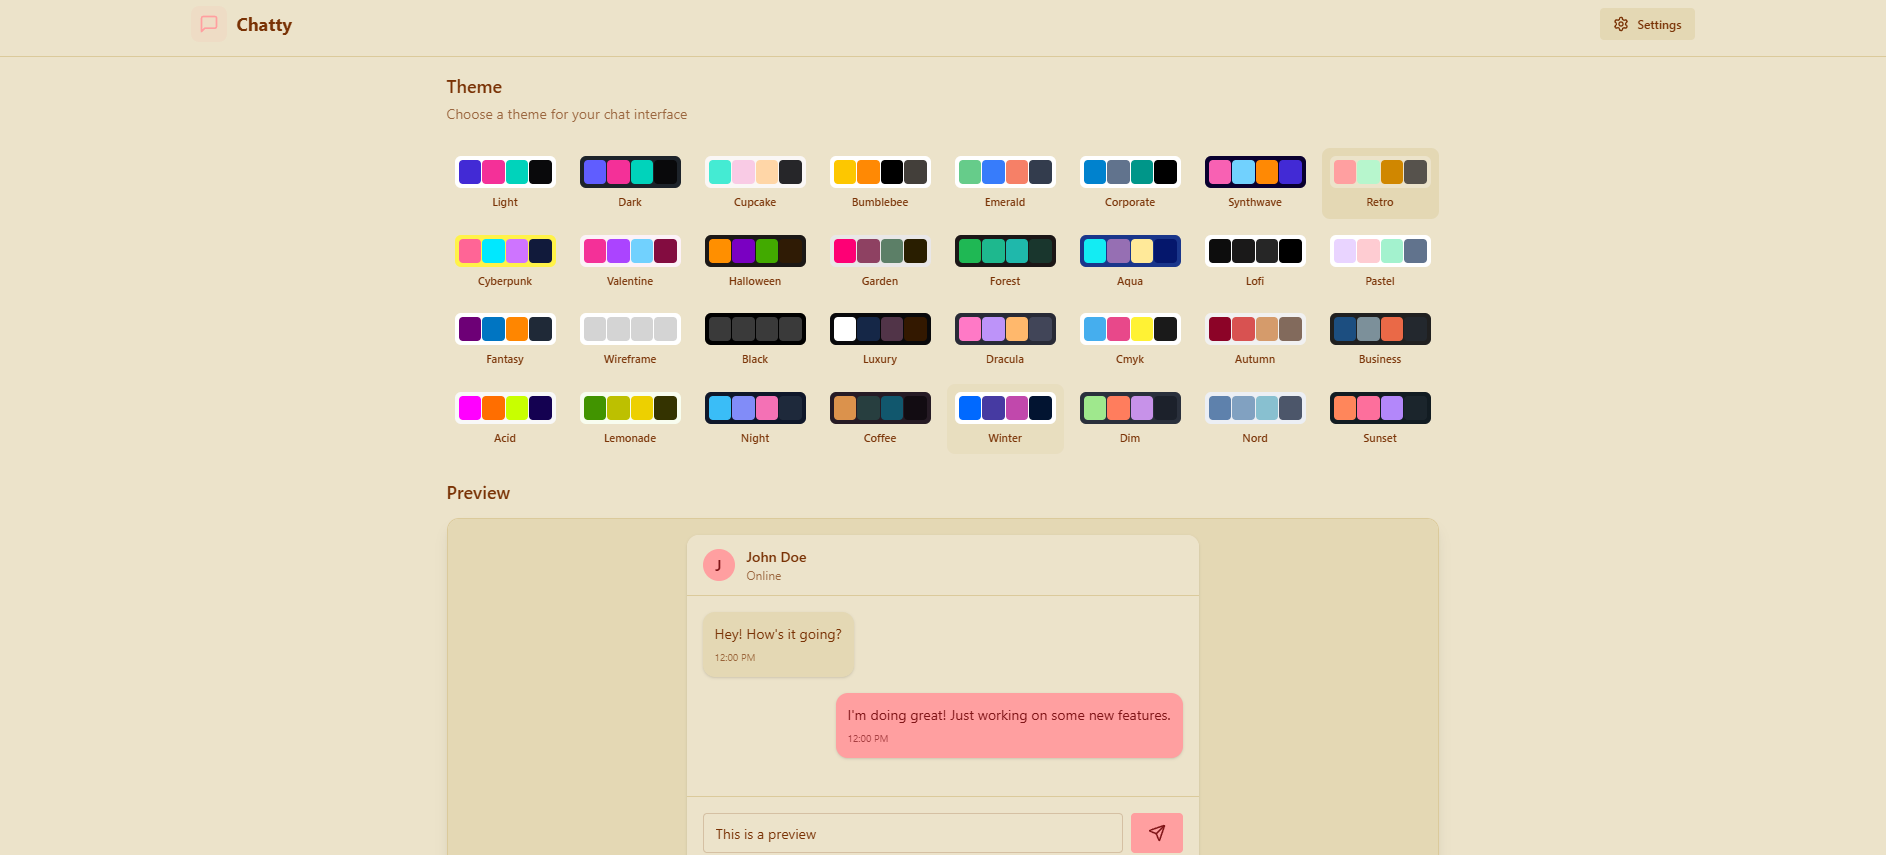 Chatty
Settings
Theme
Choose a theme for your chat interface
Light Dark Cupcake Bumblebee Emerald Corporate Synthwave Retro
Cyberpunk Valentine Halloween Garden Forest Aqua Lofi Pastel
Fantasy Wireframe Black Luxury Dracula Cmyk Autumn Business
Acid Lemonade Night Coffee Winter Dim Nord Sunset
Preview
J
John Doe
Online
Hey! How's it going?
12:00 PM
I'm doing great! Just working on some new features.
12:00 PM
This is a preview